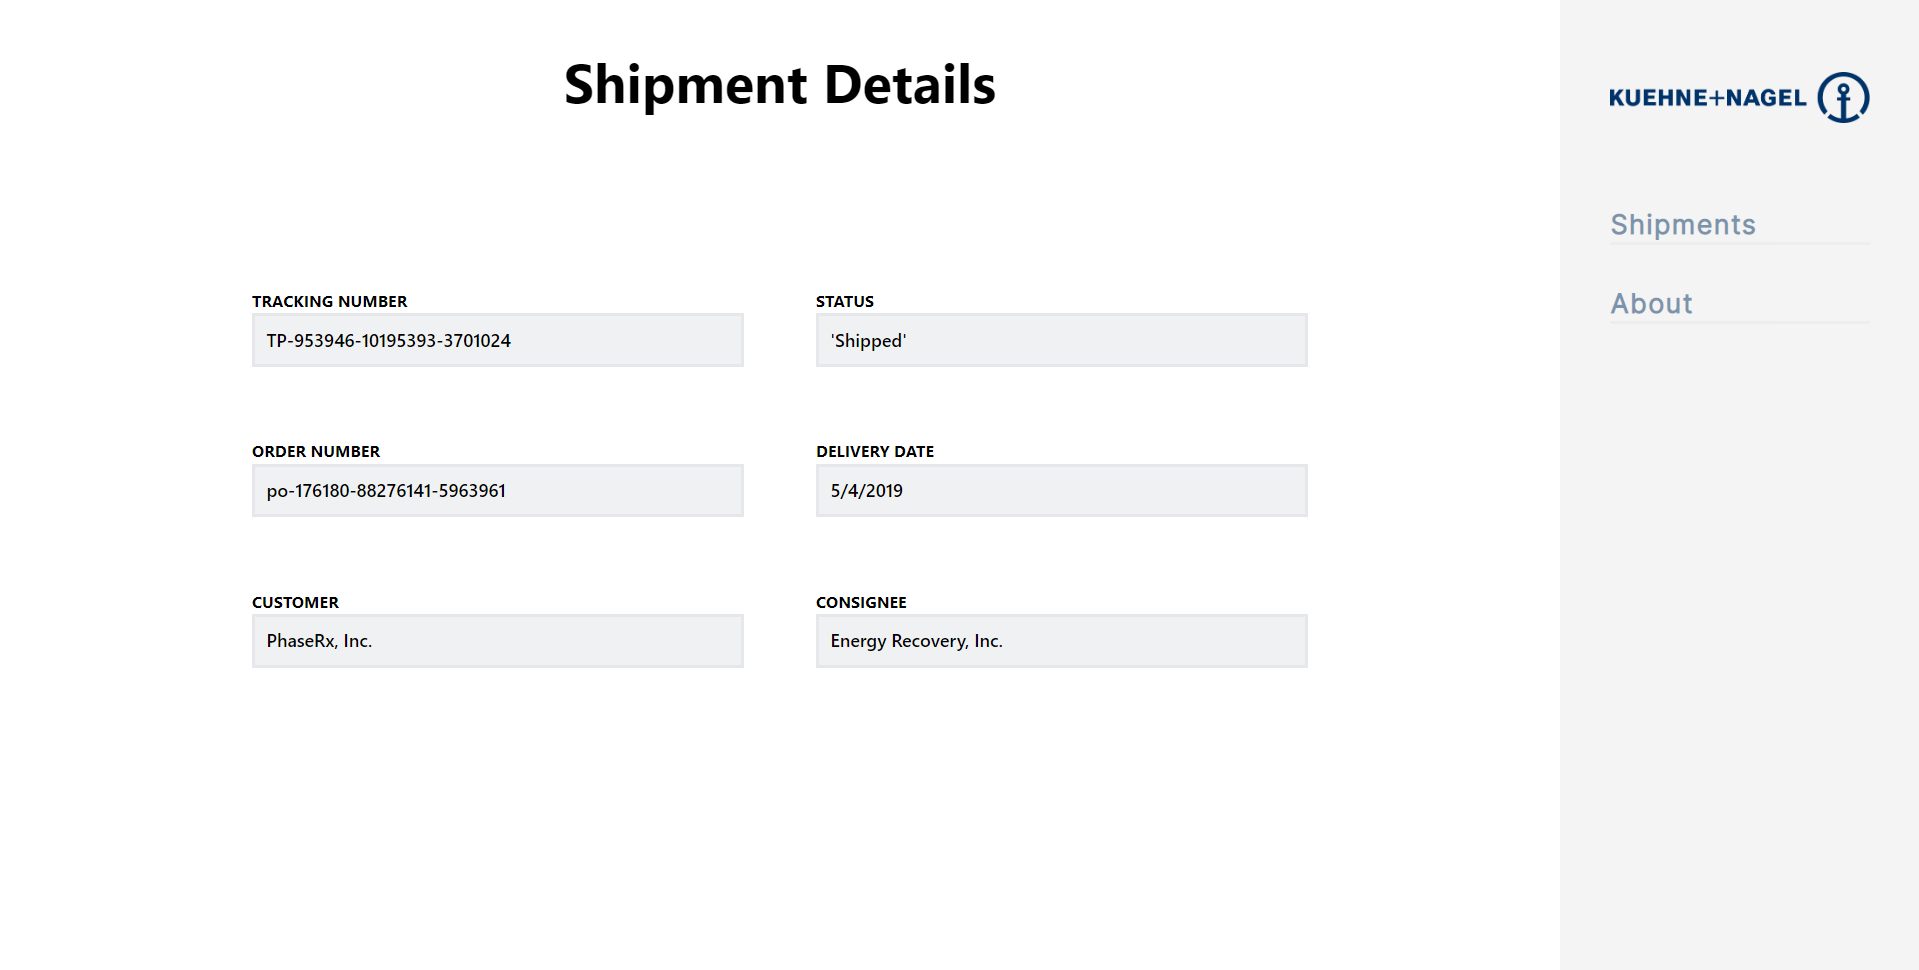 Shipment Details
KUEHNE+NAGEL
Shipments
About
TRACKING NUMBER
TP-953946-10195393-3701024
STATUS
'Shipped'
ORDER NUMBER
po-176180-88276141-5963961
DELIVERY DATE
5/4/2019
CUSTOMER
PhaseRx, Inc.
CONSIGNEE
Energy Recovery, Inc.